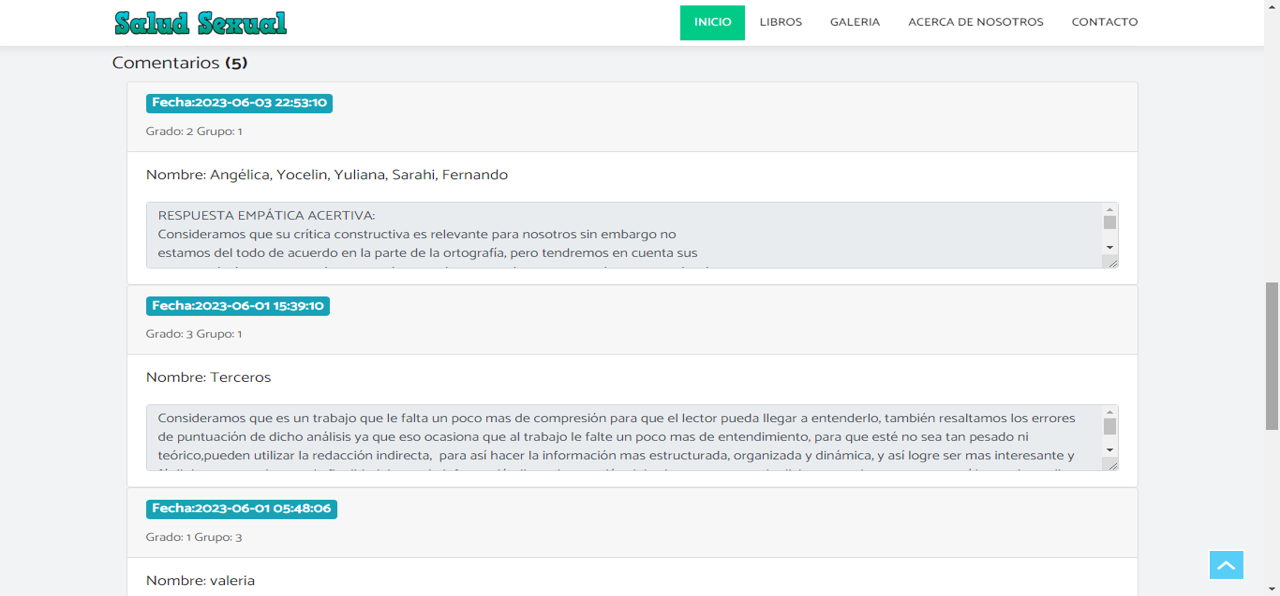 Salud Sexual
INICIO LIBROS GALERIA ACERCA DE NOSOTROS CONTACTO
Comentarios (5)
Fecha:2023-06-03 22:53:10
Grado: 2 Grupo: 1
Nombre: Angélica, Yocelin, Yuliana, Sarahi, Fernando
RESPUESTA EMPÁTICA ACERTIVA:
Consideramos que su crítica constructiva es relevante para nosotros sin embargo no
estamos del todo de acuerdo en la parte de la ortografía, pero tendremos en cuenta sus
Fecha:2023-06-01 15:39:10
Grado: 3 Grupo: 1
Nombre: Terceros
Consideramos que es un trabajo que le falta un poco mas de compresión para que el lector pueda llegar a entenderlo, también resaltamos los errores
de puntuación de dicho análisis ya que eso ocasiona que al trabajo le falte un poco mas de entendimiento, para que esté no sea tan pesado ni
teórico,pueden utilizar la redacción indirecta,  para así hacer la información mas estructurada, organizada y dinámica, y así logre ser mas interesante y
Fecha:2023-06-01 05:48:06
Grado: 1 Grupo: 3
Nombre: valeria